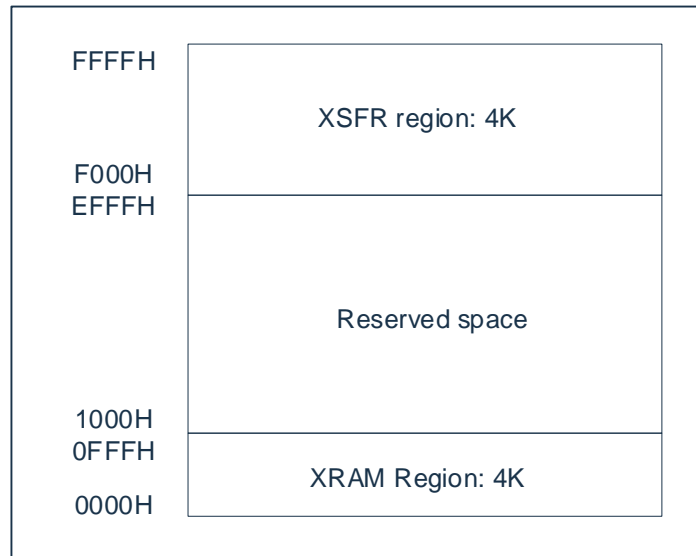 FFFFH
XSFR region: 4K
F000H
EFFFH
Reserved space
1000H
0FFFH
XRAM Region: 4K
0000H